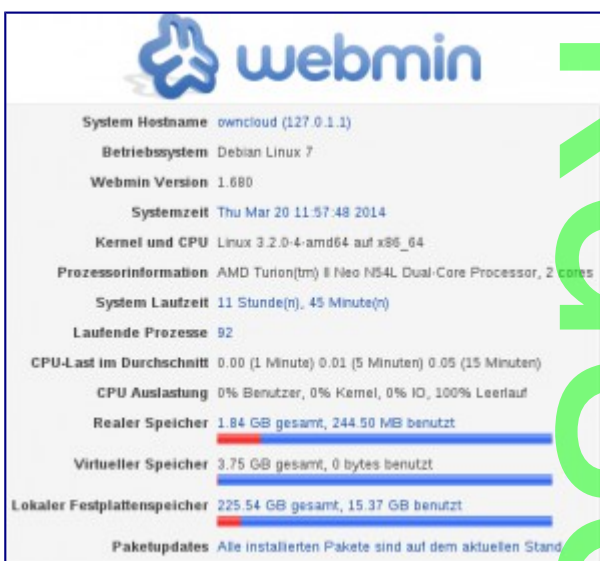 webmin
System Hostname owncloud (127.0.1.1)
Betriebssystem Debian Linux 7
Webmin Version 1.680
Systemzeit Thu Mar 20 11:57:48 2014
Kernel und CPU Linux 3.2.0-4-amd64 auf x86_64
Prozessorinformation AMD Turion(tm) II Neo N54L Dual-Core Processor, 2 cores
System Laufzeit 11 Stunde(n), 45 Minute(n)
Laufende Prozesse 92
CPU-Last im Durchschnitt 0.00 (1 Minute) 0.01 (5 Minuten) 0.05 (15 Minuten)
CPU Auslastung 0% Benutzer, 0% Kernel, 0% IO, 100% Leerlauf
Realer Speicher 1.84 GB gesamt, 244.50 MB benutzt
Virtueller Speicher 3.75 GB gesamt, 0 bytes benutzt
Lokaler Festplattenspeicher 225.54 GB gesamt, 15.37 GB benutzt
Paketupdates Alle installierten Pakete sind auf dem aktuellen Stand